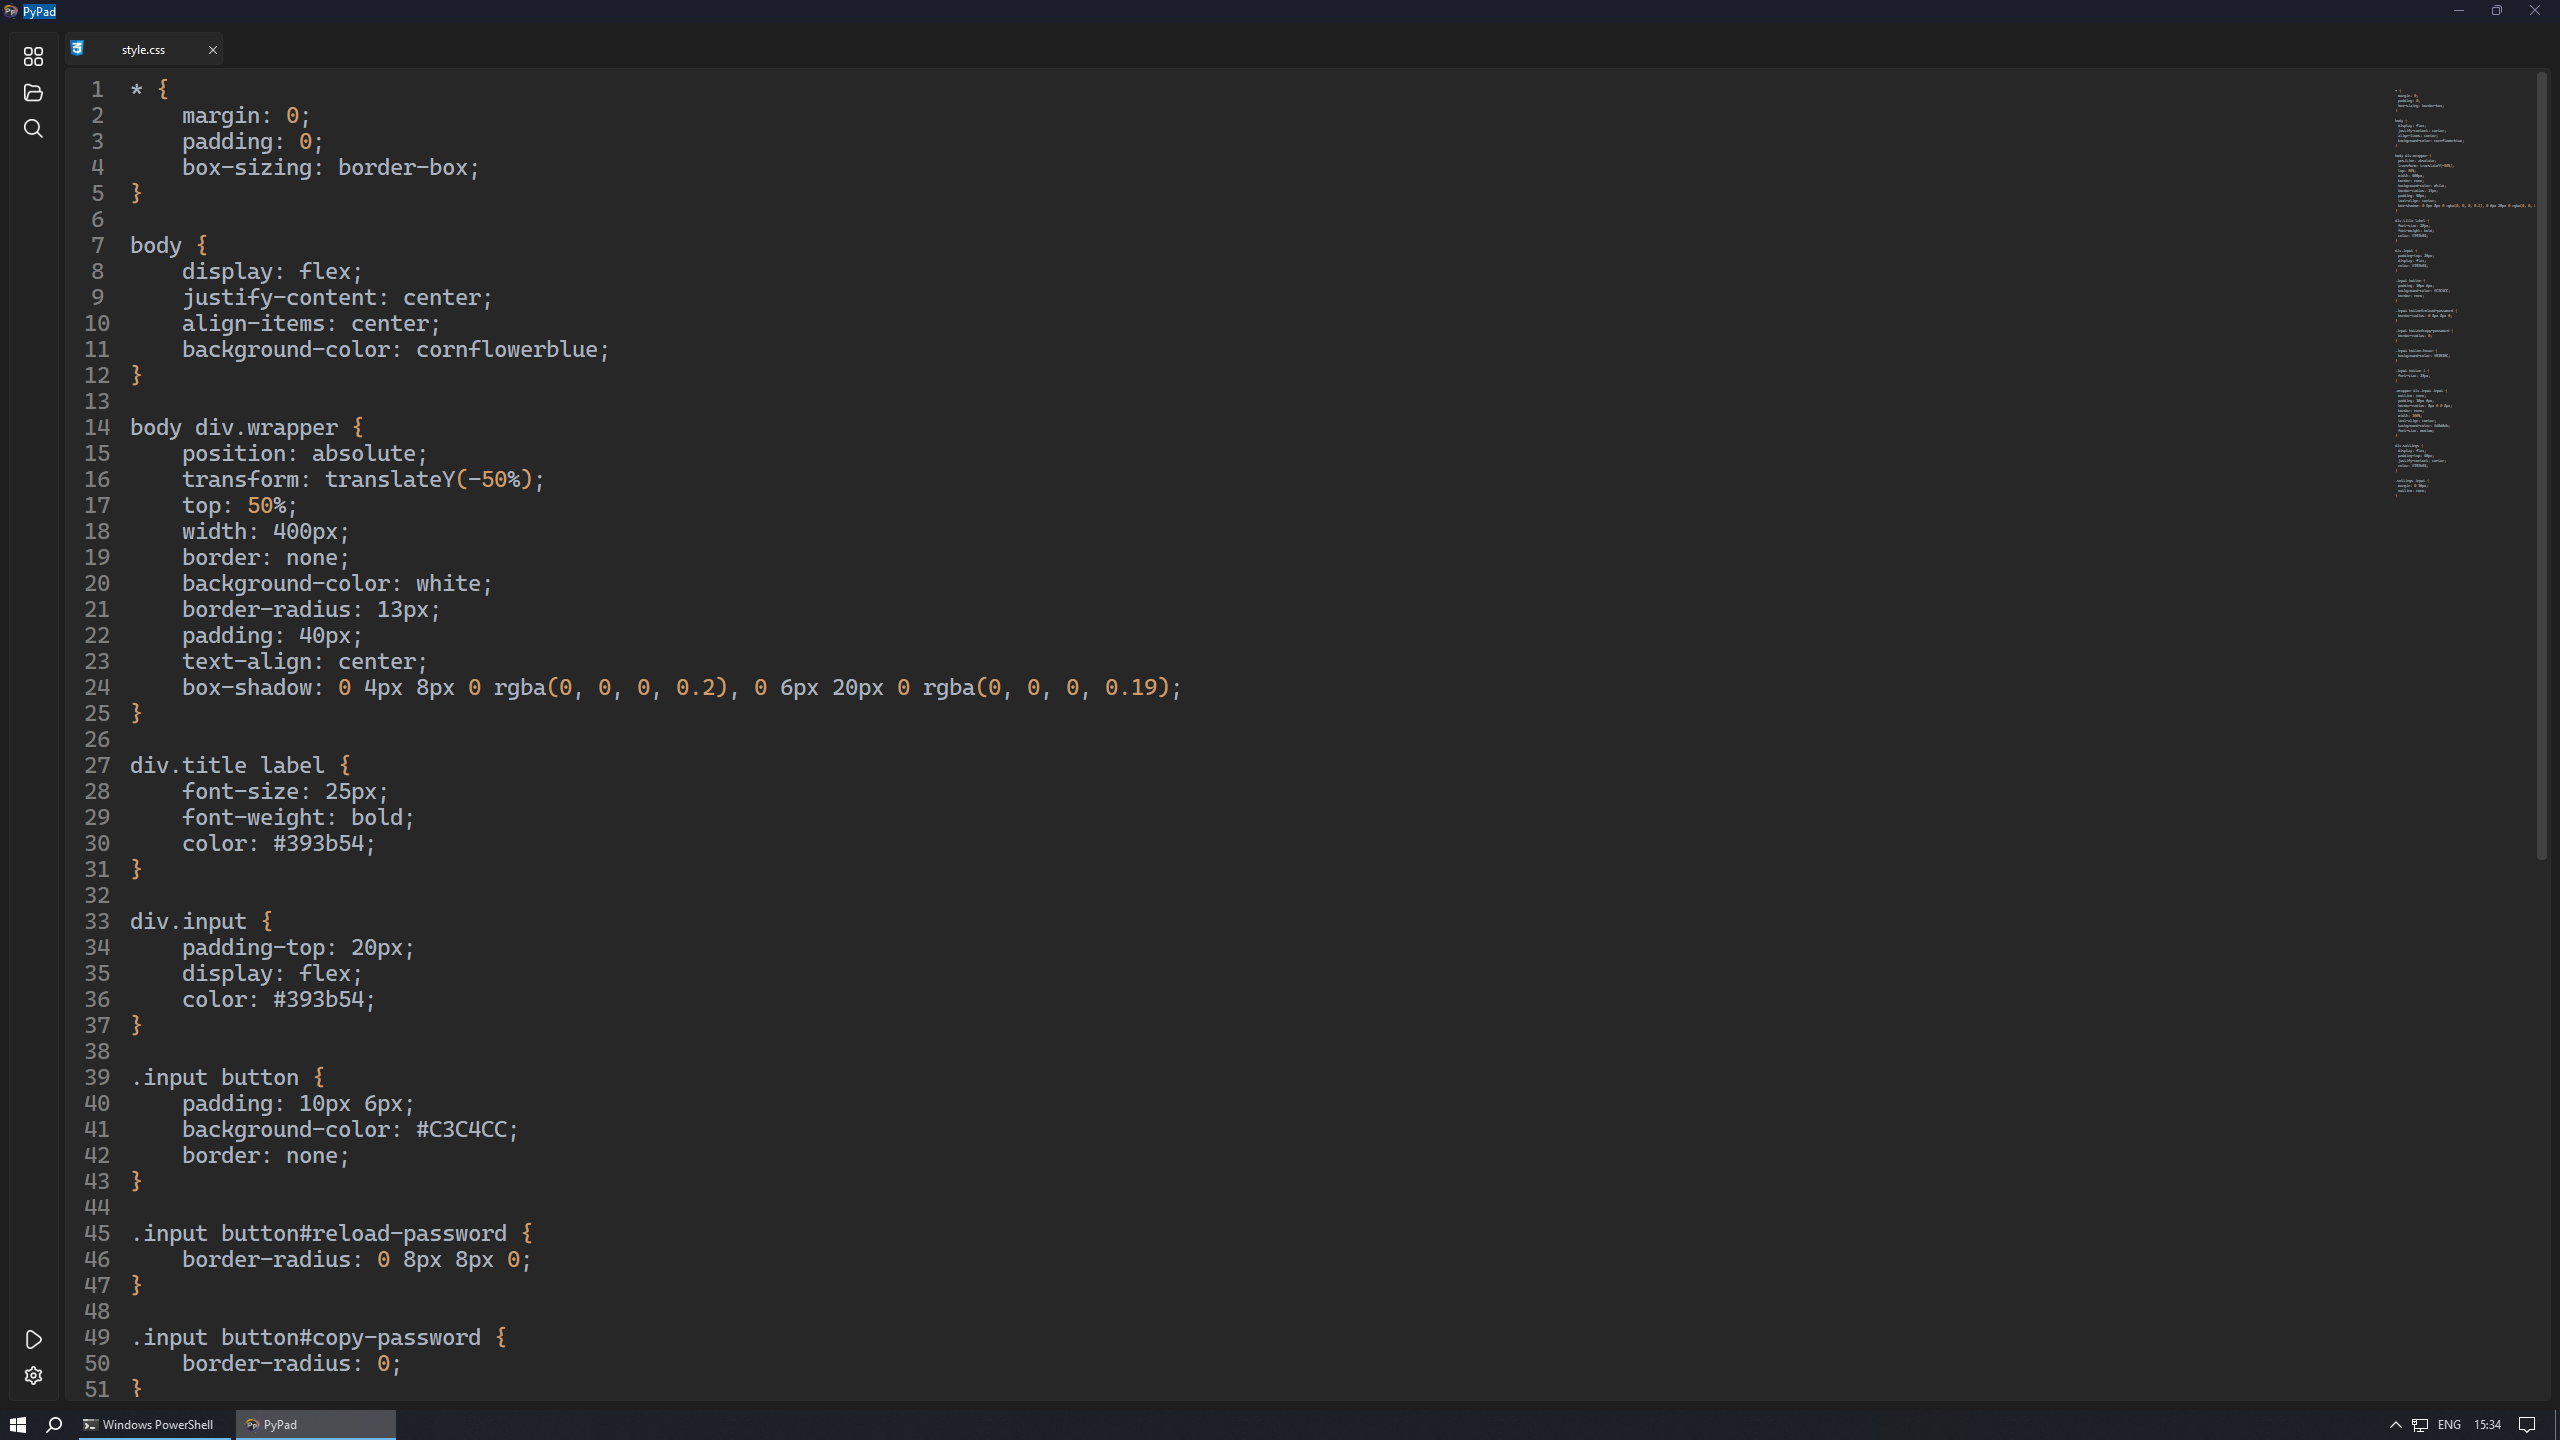 PyPad
style.css
1 * {
2     margin: 0;
3     padding: 0;
4     box-sizing: border-box;
5 }
6
7 body {
8     display: flex;
9     justify-content: center;
10     align-items: center;
11     background-color: cornflowerblue;
12 }
13
14 body div.wrapper {
15     position: absolute;
16     transform: translateY(-50%);
17     top: 50%;
18     width: 400px;
19     border: none;
20     background-color: white;
21     border-radius: 13px;
22     padding: 40px;
23     text-align: center;
24     box-shadow: 0 4px 8px 0 rgba(0, 0, 0, 0.2), 0 6px 20px 0 rgba(0, 0, 0, 0.19);
25 }
26
27 div.title label {
28     font-size: 25px;
29     font-weight: bold;
30     color: #393b54;
31 }
32
33 div.input {
34     padding-top: 20px;
35     display: flex;
36     color: #393b54;
37 }
38
39 .input button {
40     padding: 10px 6px;
41     background-color: #C3C4CC;
42     border: none;
43 }
44
45 .input button#reload-password {
46     border-radius: 0 8px 8px 0;
47 }
48
49 .input button#copy-password {
50     border-radius: 0;
51 }
Windows PowerShell
PyPad
ENG
15:34